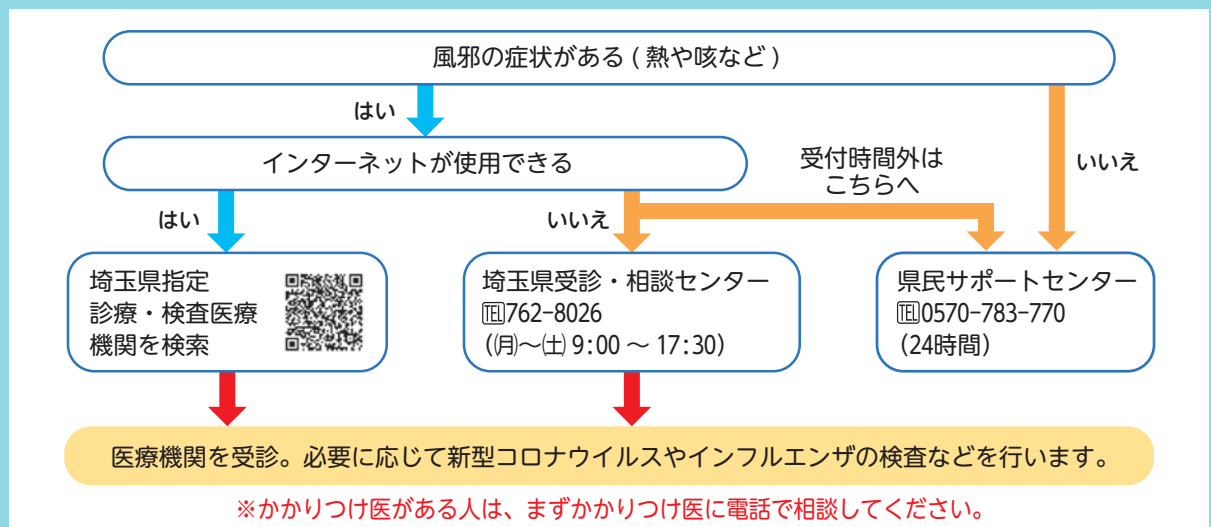 風邪の症状がある ( 熱や咳など )
はい
インターネットが使用できる
受付時間外は
こちらへ
いいえ
はい
いいえ
埼玉県指定
診療・検査医療
機関を検索
埼玉県受診・相談センター
℡762-8026
(㈪～㈯ 9:00 ～ 17:30)
県民サポートセンター
℡0570-783-770
(24時間)
医療機関を受診。必要に応じて新型コロナウイルスやインフルエンザの検査などを行います。
※かかりつけ医がある人は、まずかかりつけ医に電話で相談してください。